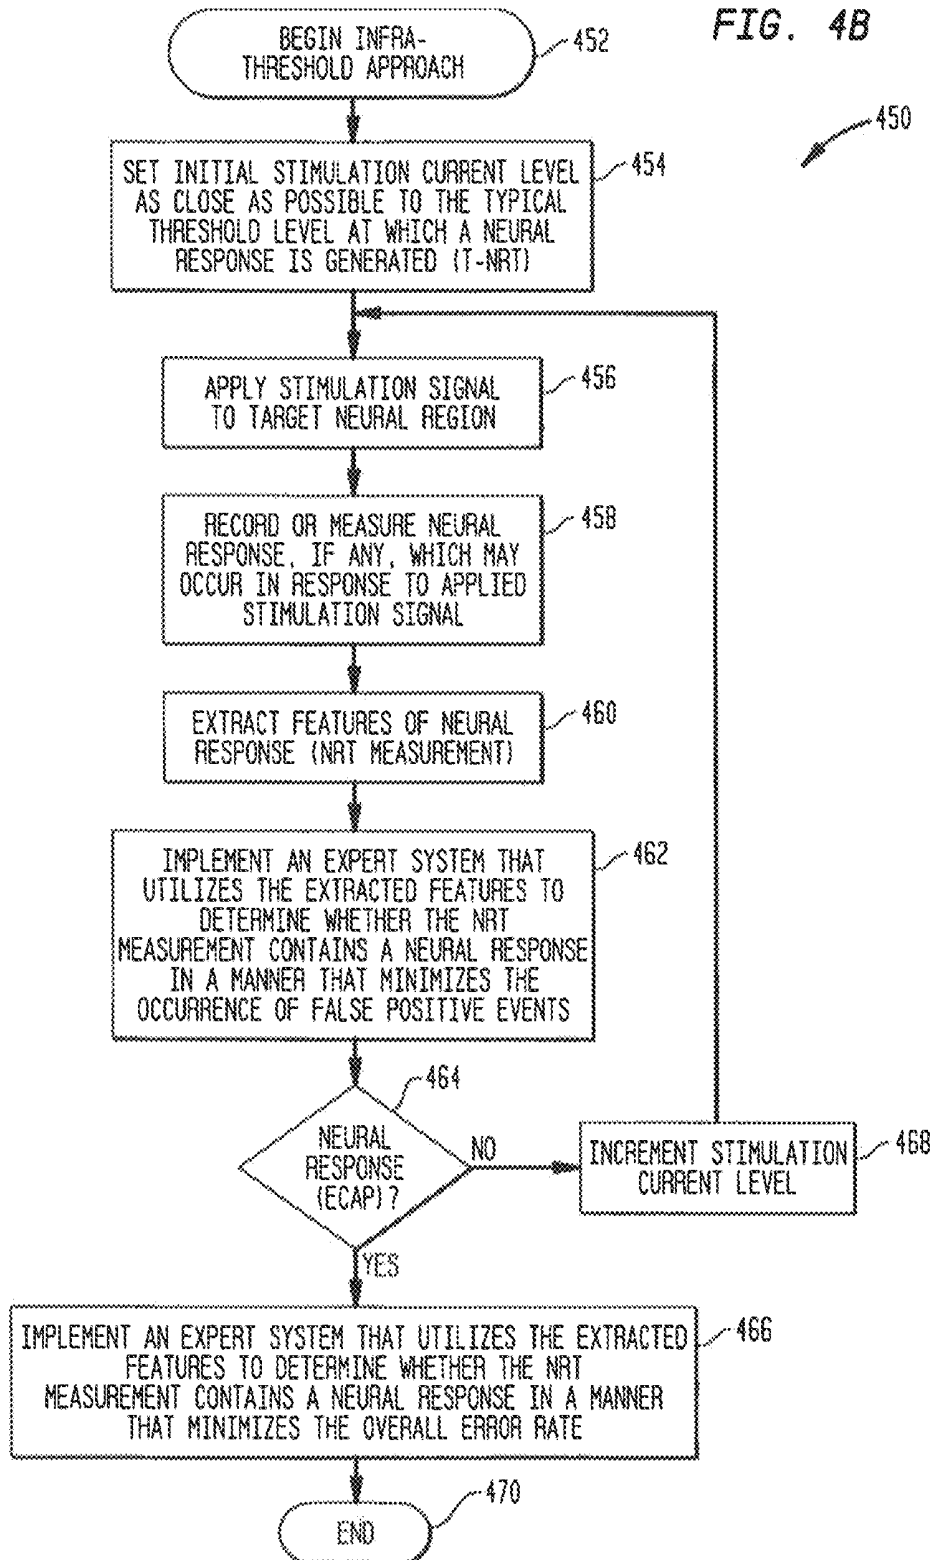 FIG. 4B
450
BEGIN INFRA-
THRESHOLD APPROACH
452
SET INITIAL STIMULATION CURRENT LEVEL
AS CLOSE AS POSSIBLE TO THE TYPICAL
THRESHOLD LEVEL AT WHICH A NEURAL
RESPONSE IS GENERATED (T-NRT)
454
APPLY STIMULATION SIGNAL
TO TARGET NEURAL REGION
456
RECORD OR MEASURE NEURAL
RESPONSE, IF ANY, WHICH MAY
OCCUR IN RESPONSE TO APPLIED
STIMULATION SIGNAL
458
EXTRACT FEATURES OF NEURAL
RESPONSE (NRT MEASUREMENT)
460
IMPLEMENT AN EXPERT SYSTEM THAT
UTILIZES THE EXTRACTED FEATURES TO
DETERMINE WHETHER THE NRT
MEASUREMENT CONTAINS A NEURAL RESPONSE
IN A MANNER THAT MINIMIZES THE
OCCURRENCE OF FALSE POSITIVE EVENTS
462
NEURAL
RESPONSE
(ECAP)?
464
NO
INCREMENT STIMULATION
CURRENT LEVEL
468
YES
IMPLEMENT AN EXPERT SYSTEM THAT UTILIZES THE EXTRACTED
FEATURES TO DETERMINE WHETHER THE NRT
MEASUREMENT CONTAINS A NEURAL RESPONSE IN A MANNER
THAT MINIMIZES THE OVERALL ERROR RATE
466
END
470